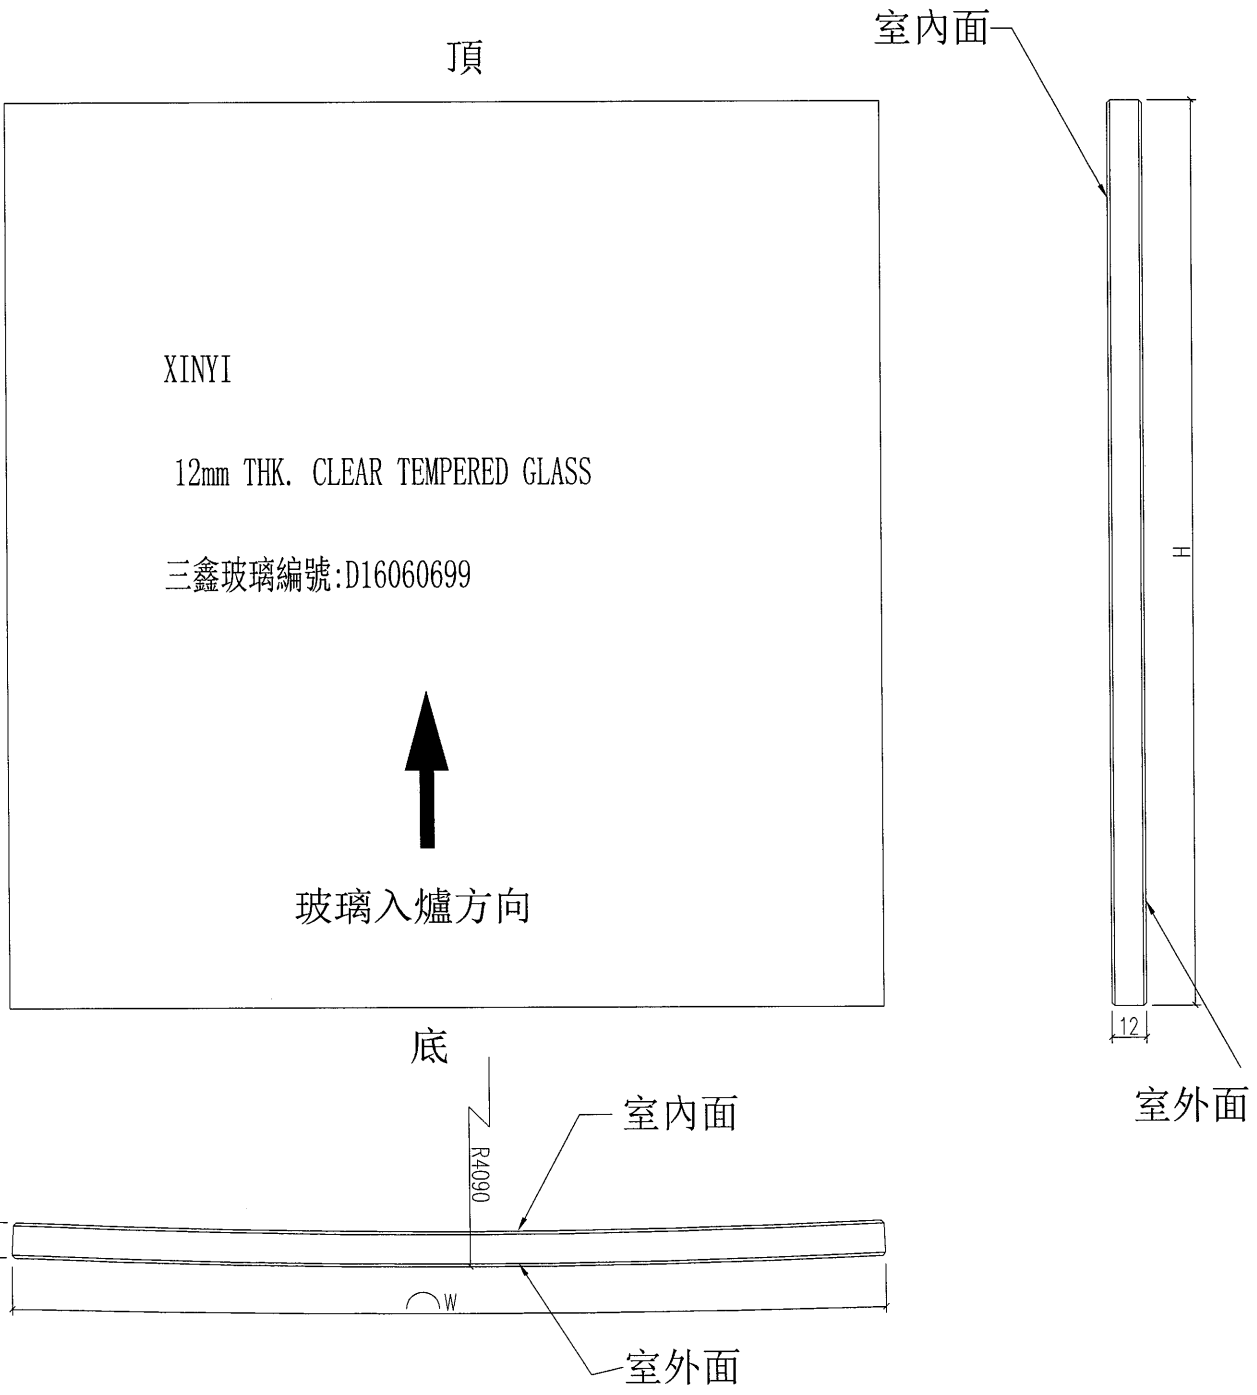 頂
室內面
XINYI
12mm THK. CLEAR TEMPERED GLASS
三鑫玻璃編號:D16060699
H
玻璃入爐方向
12
底
室外面
室內面
R4090
W
室外面